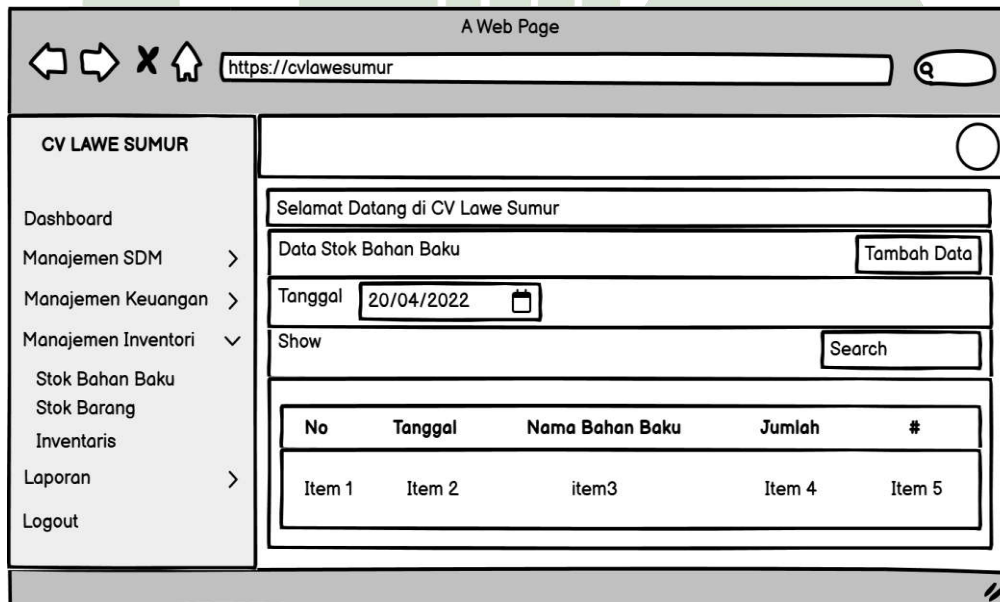 A Web Page
https://cvlawesumur
CV LAWE SUMUR
Dashboard
Manajemen SDM
Manajemen Keuangan
Manajemen Inventori
Stok Bahan Baku
Stok Barang
Inventaris
Laporan
Logout
Selamat Datang di CV Lawe Sumur
Data Stok Bahan Baku Tambah Data
Tanggal 20/04/2022
Show Search
No Tanggal Nama Bahan Baku Jumlah #
Item 1 Item 2 item3 Item 4 Item 5